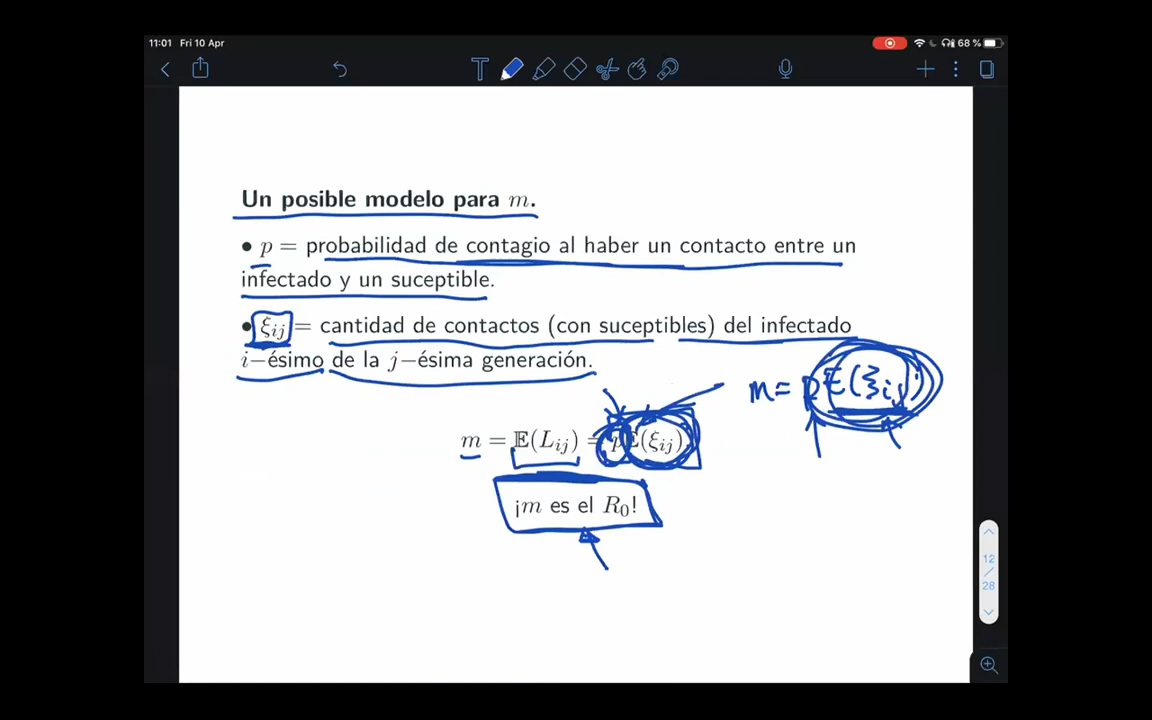 11:01 Fri 10 Apr 68 %
T
Un posible modelo para m.
• p = probabilidad de contagio al haber un contacto entre un
infectado y un suceptible.
• ξij = cantidad de contactos (con suceptibles) del infectado
i−ésimo de la j−ésima generación.
m = pE(ξij)
m = 𝔼(Lij) = p𝔼(ξij)
¡m es el R0!
12
/
28